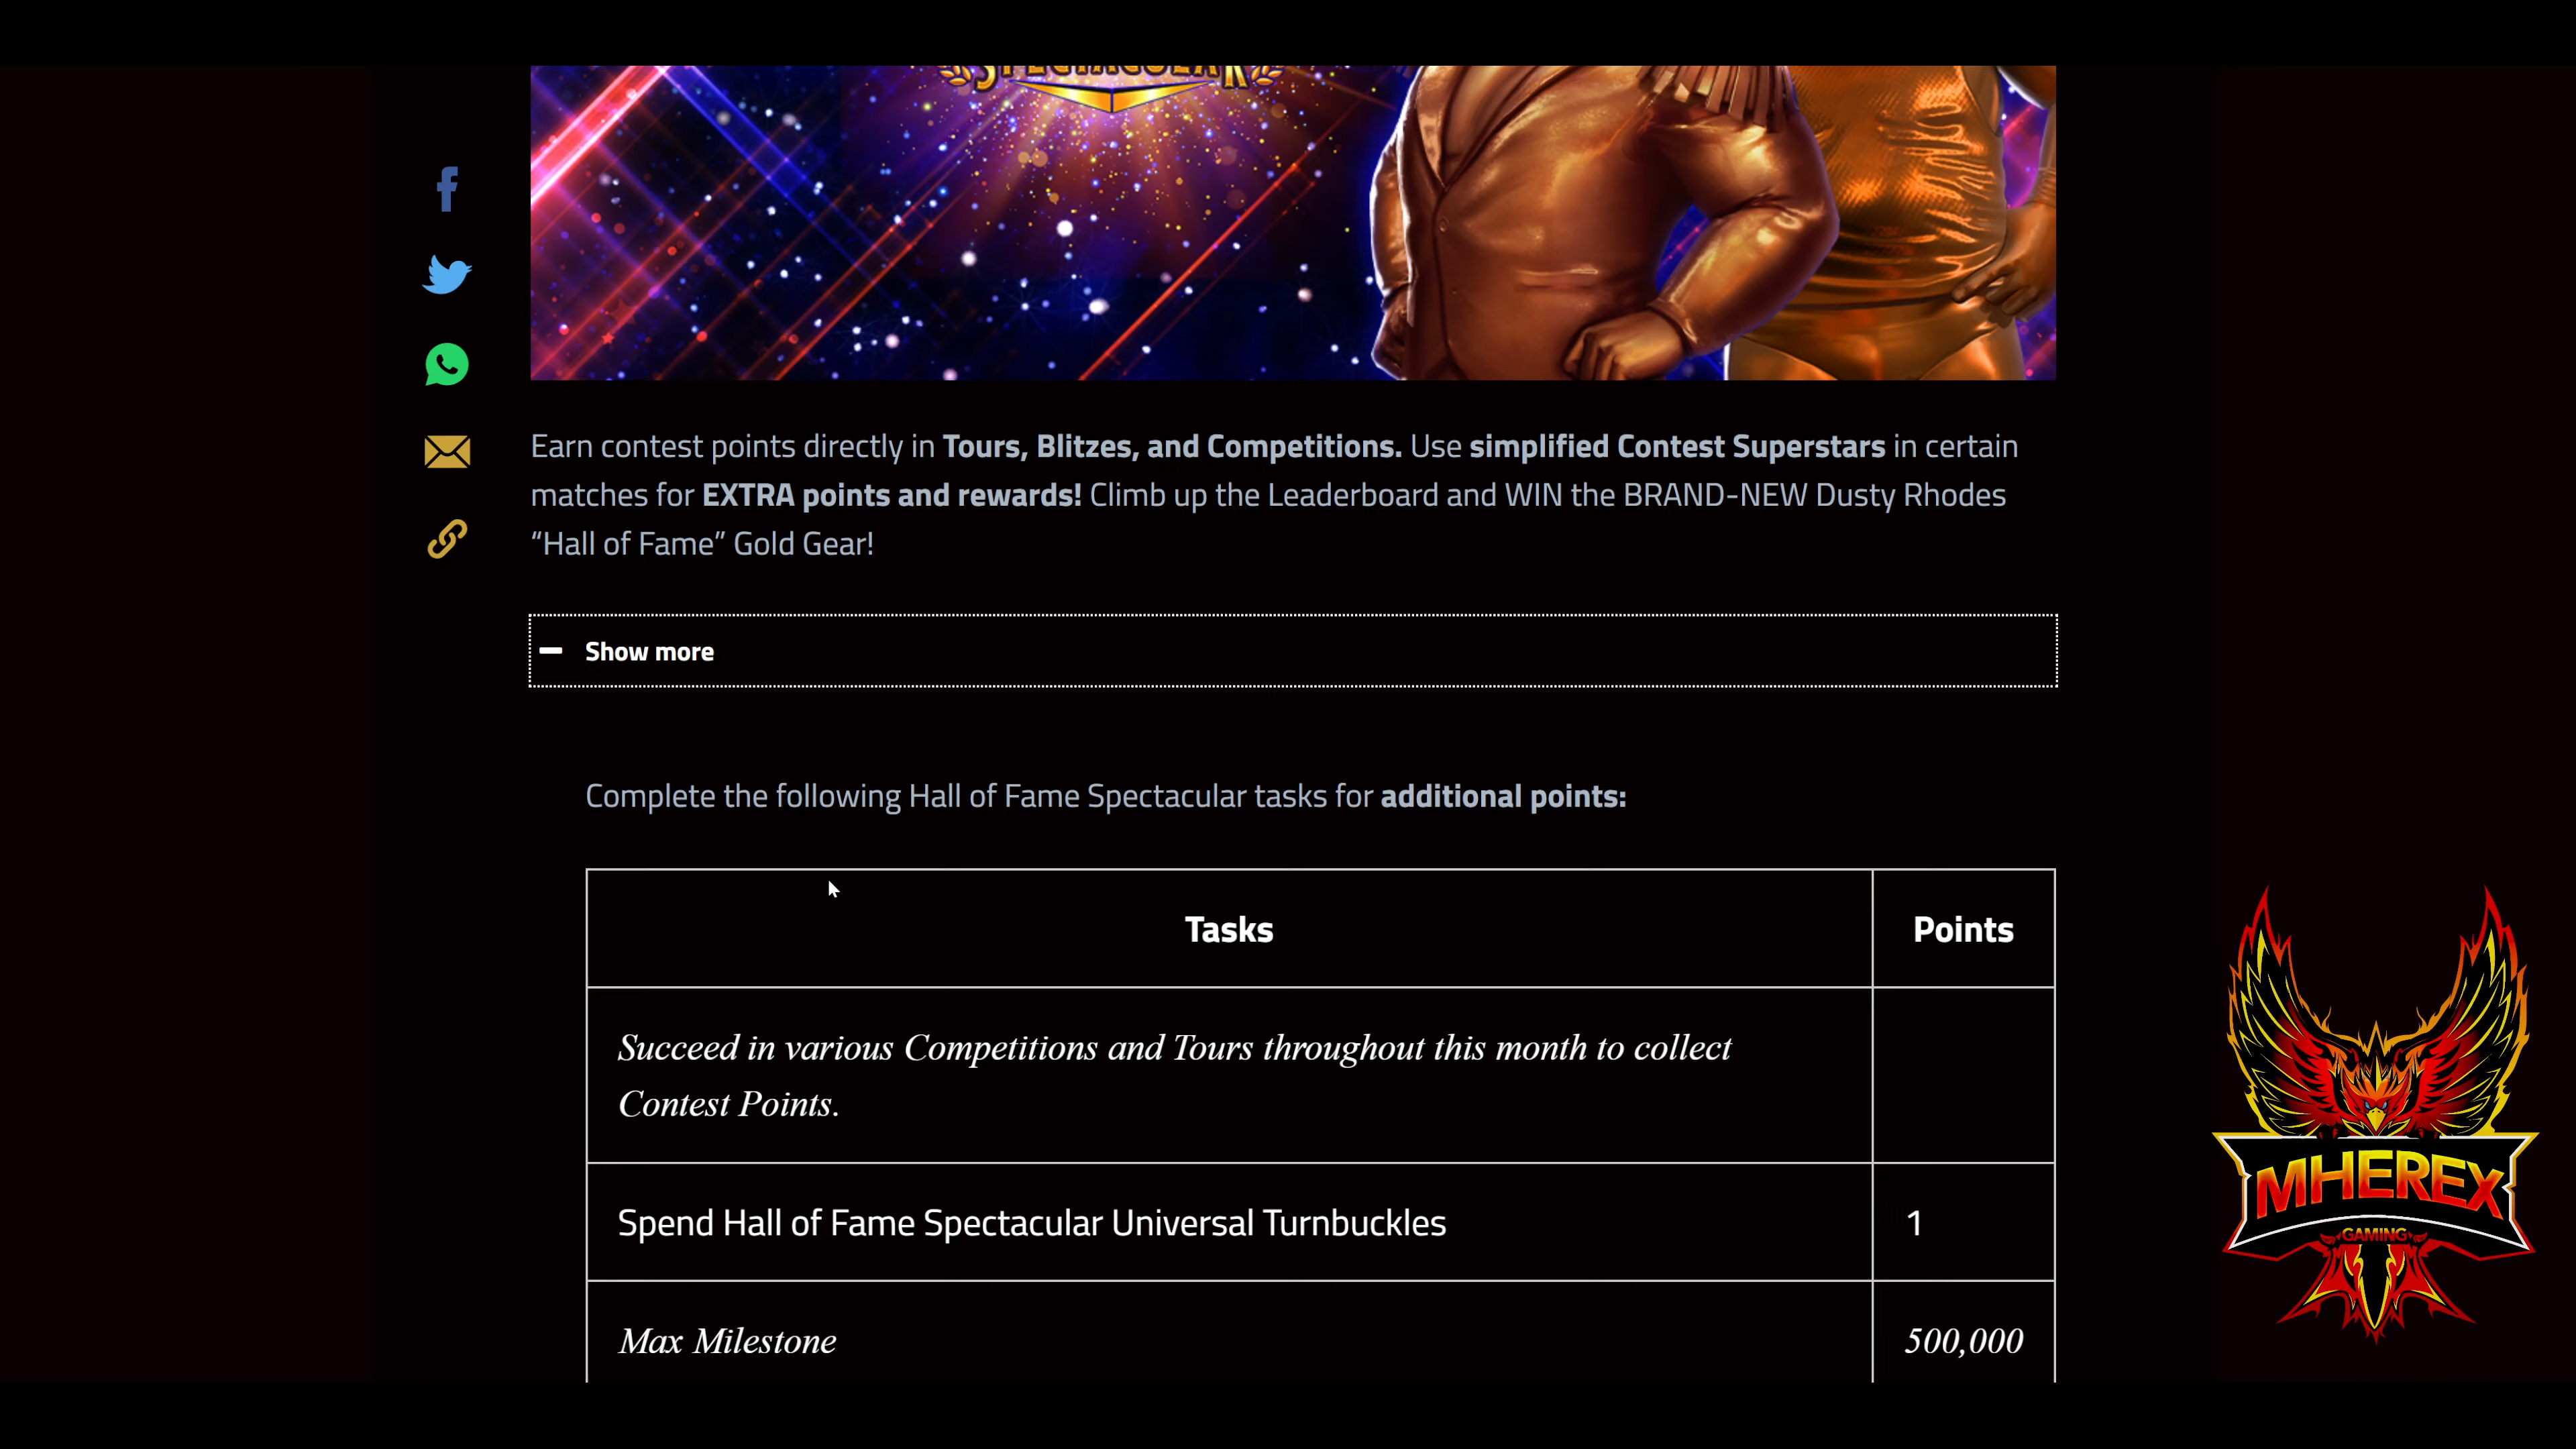 SPECTACULAR
Earn contest points directly in Tours, Blitzes, and Competitions. Use simplified Contest Superstars in certain
matches for EXTRA points and rewards! Climb up the Leaderboard and WIN the BRAND-NEW Dusty Rhodes
“Hall of Fame” Gold Gear!
Show more
Complete the following Hall of Fame Spectacular tasks for additional points:
Tasks
Points
Succeed in various Competitions and Tours throughout this month to collect
Contest Points.
Spend Hall of Fame Spectacular Universal Turnbuckles
1
Max Milestone
500,000
MHEREX
GAMING